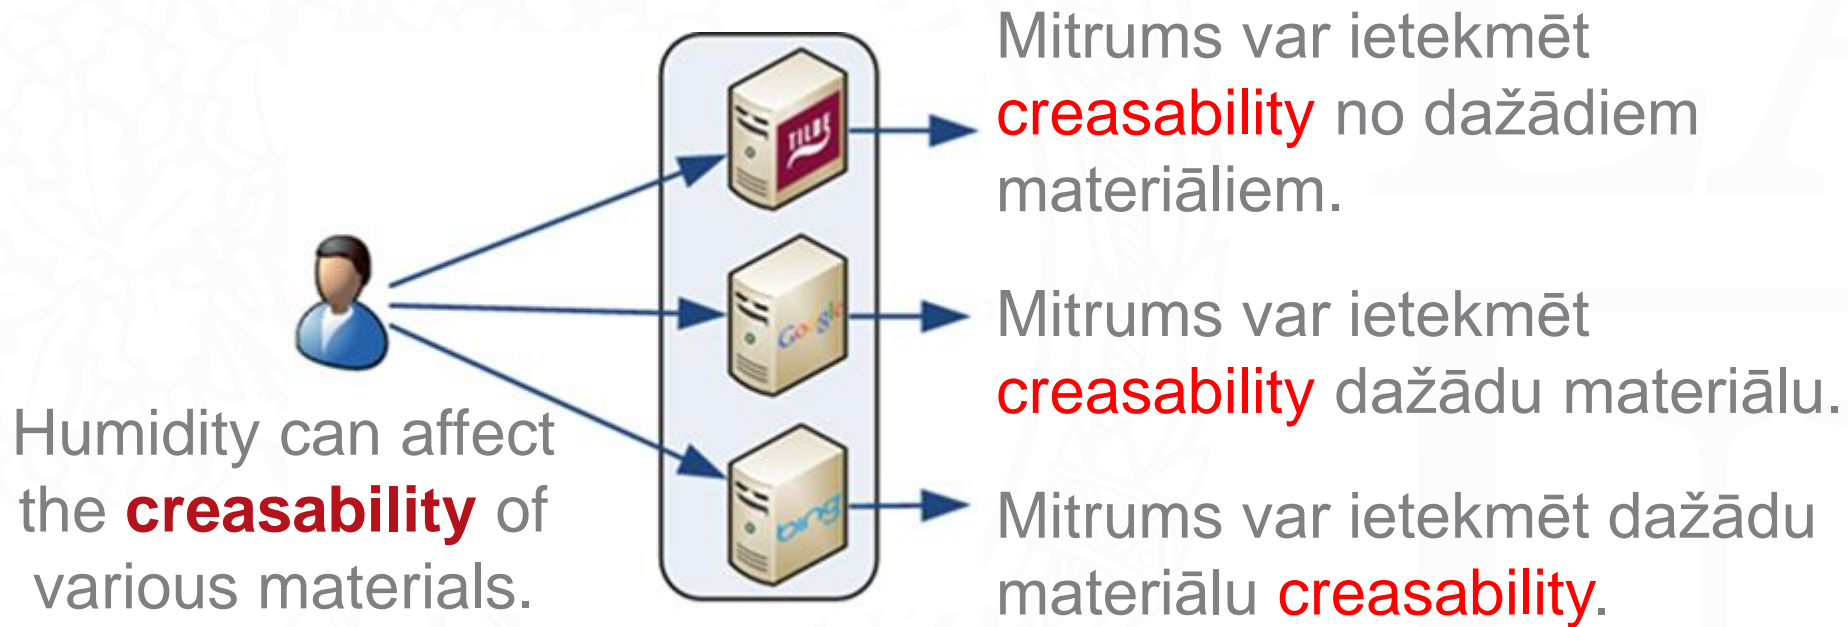 Humidity can affect
the creasability of
various materials.
TILDE
Google
bing
Mitrums var ietekmēt
creasability no dažādiem
materiāliem.
Mitrums var ietekmēt
creasability dažādu materiālu.
Mitrums var ietekmēt dažādu
materiālu creasability.